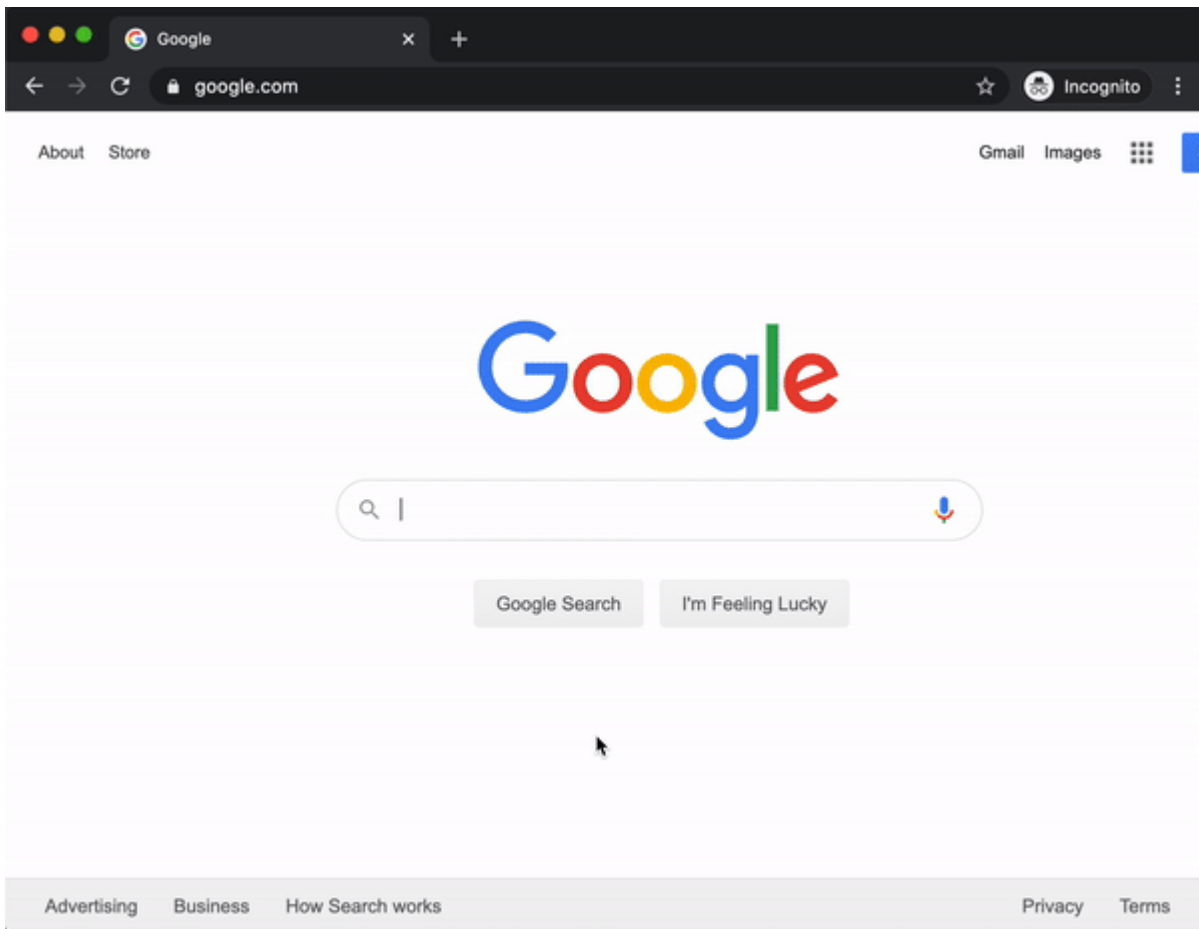 Google
google.com Incognito
About Store Gmail Images
Google
Google Search I'm Feeling Lucky
Advertising Business How Search works Privacy Terms